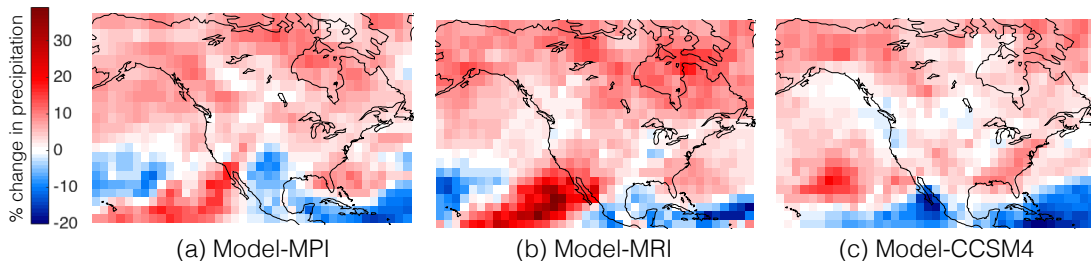 % change in precipitation
30
20
10
0
-10
-20
(a) Model-MPI
(b) Model-MRI
(c) Model-CCSM4